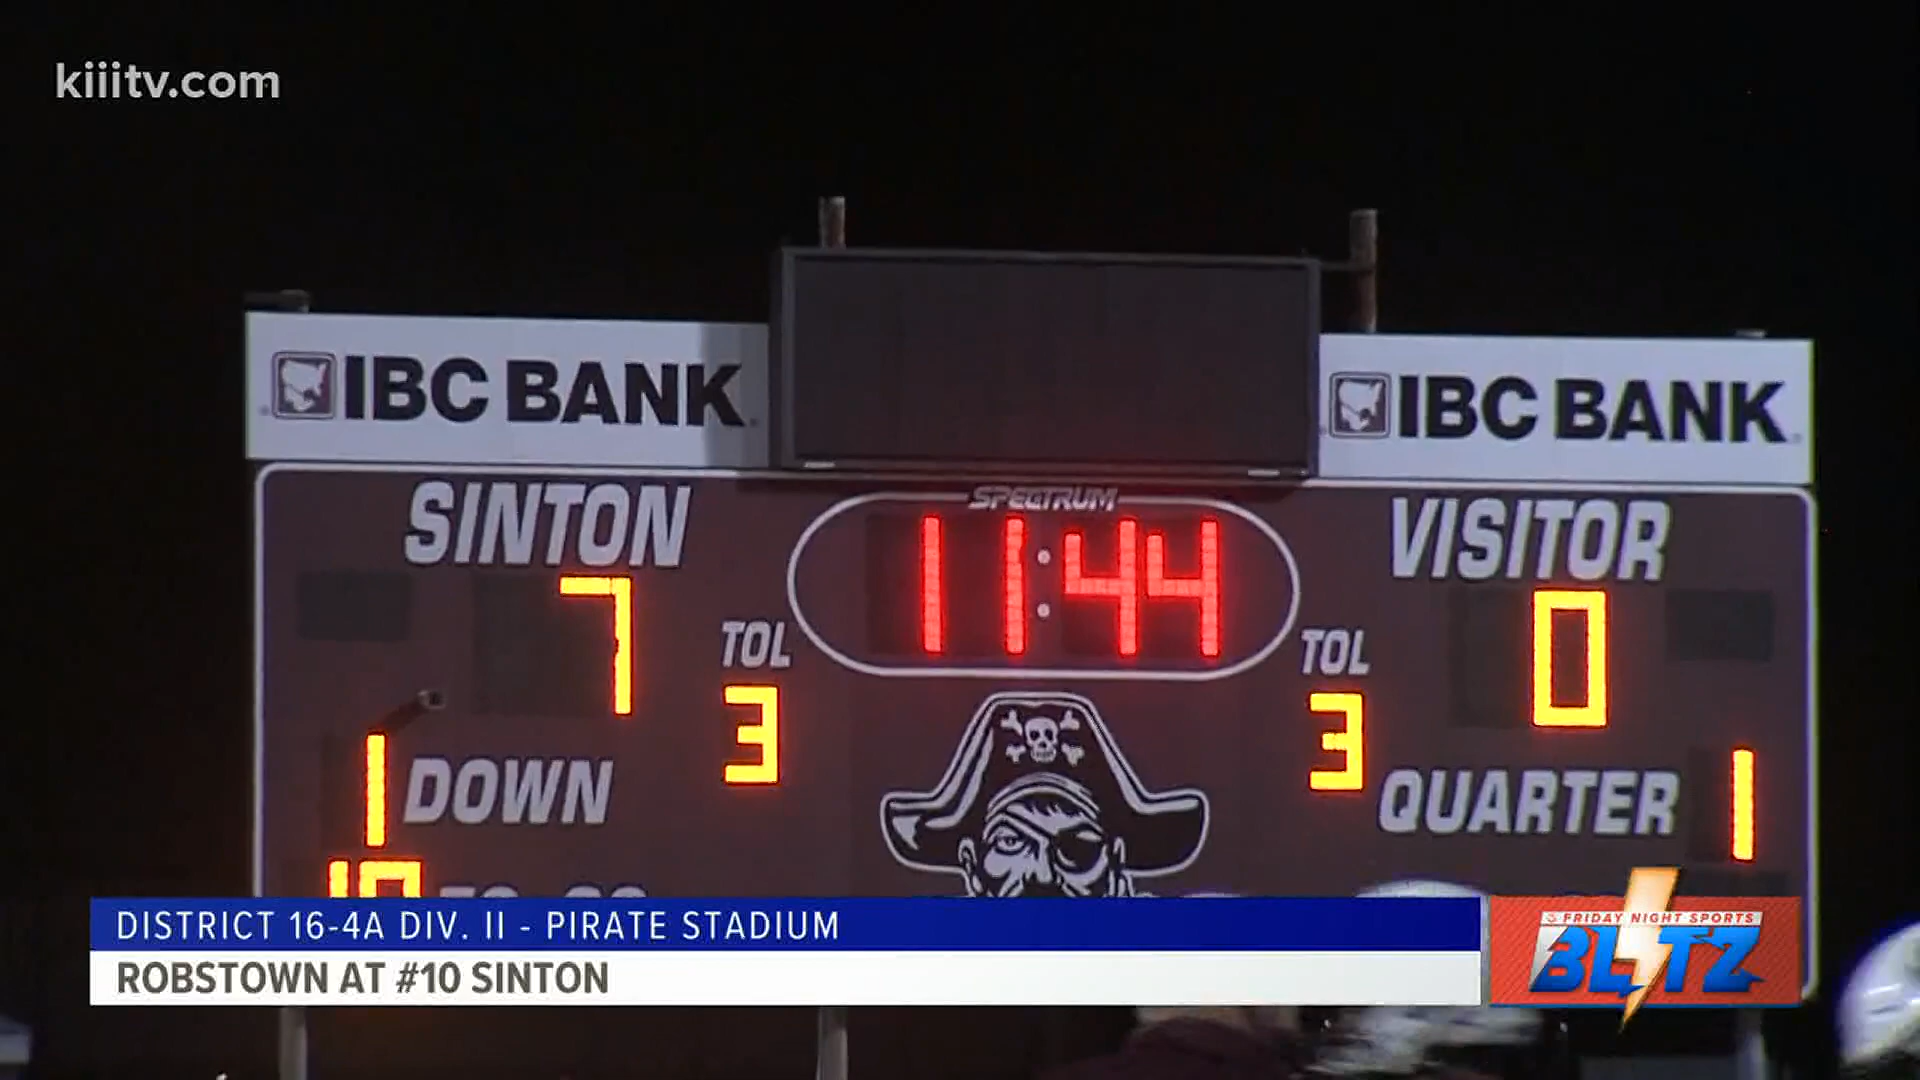 kiiitv.com
IBC BANK
IBC BANK
SPECTRUM
SINTON
11:44
VISITOR
7
TOL
TOL
0
3
3
1 DOWN
QUARTER 1
10
DISTRICT 16-4A DIV. II - PIRATE STADIUM
ROBSTOWN AT #10 SINTON
FRIDAY NIGHT SPORTS
BLITZ